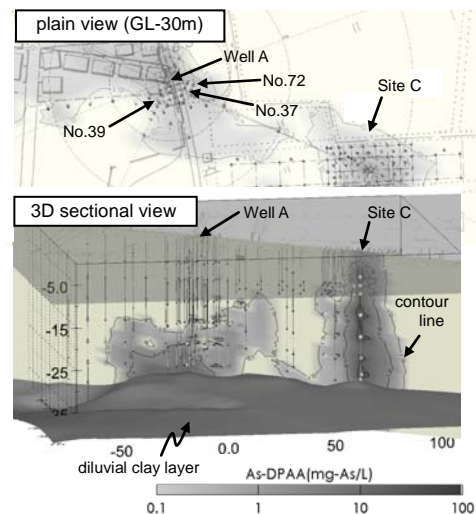 plain view (GL-30m)
Well A
No.72
Site C
No.37
No.39
3D sectional view
Well A
Site C
-5.0
contour
line
-15
-25
-50
0.0
50
100
diluvial clay layer
As-DPAA(mg-As/L)
0.1
1
10
100